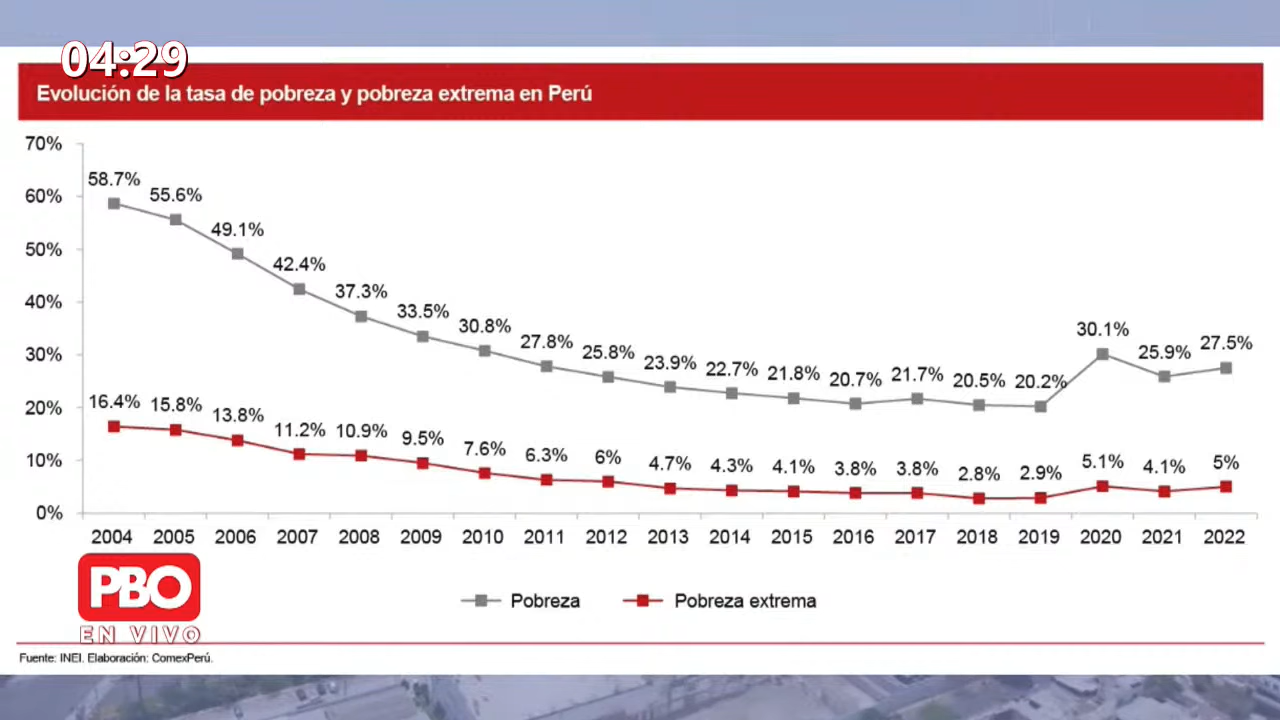 04:29
Evolución de la tasa de pobreza y pobreza extrema en Perú
70%
60%
50%
40%
30%
20%
10%
0%
58.7% 55.6% 49.1% 42.4% 37.3% 33.5% 30.8% 27.8% 25.8% 23.9% 22.7% 21.8% 20.7% 21.7% 20.5% 20.2% 30.1% 25.9% 27.5%
16.4% 15.8% 13.8% 11.2% 10.9% 9.5% 7.6% 6.3% 6% 4.7% 4.3% 4.1% 3.8% 3.8% 2.8% 2.9% 5.1% 4.1% 5%
2004 2005 2006 2007 2008 2009 2010 2011 2012 2013 2014 2015 2016 2017 2018 2019 2020 2021 2022
PBO
EN VIVO
Pobreza Pobreza extrema
Fuente: INEI. Elaboración: ComexPerú.